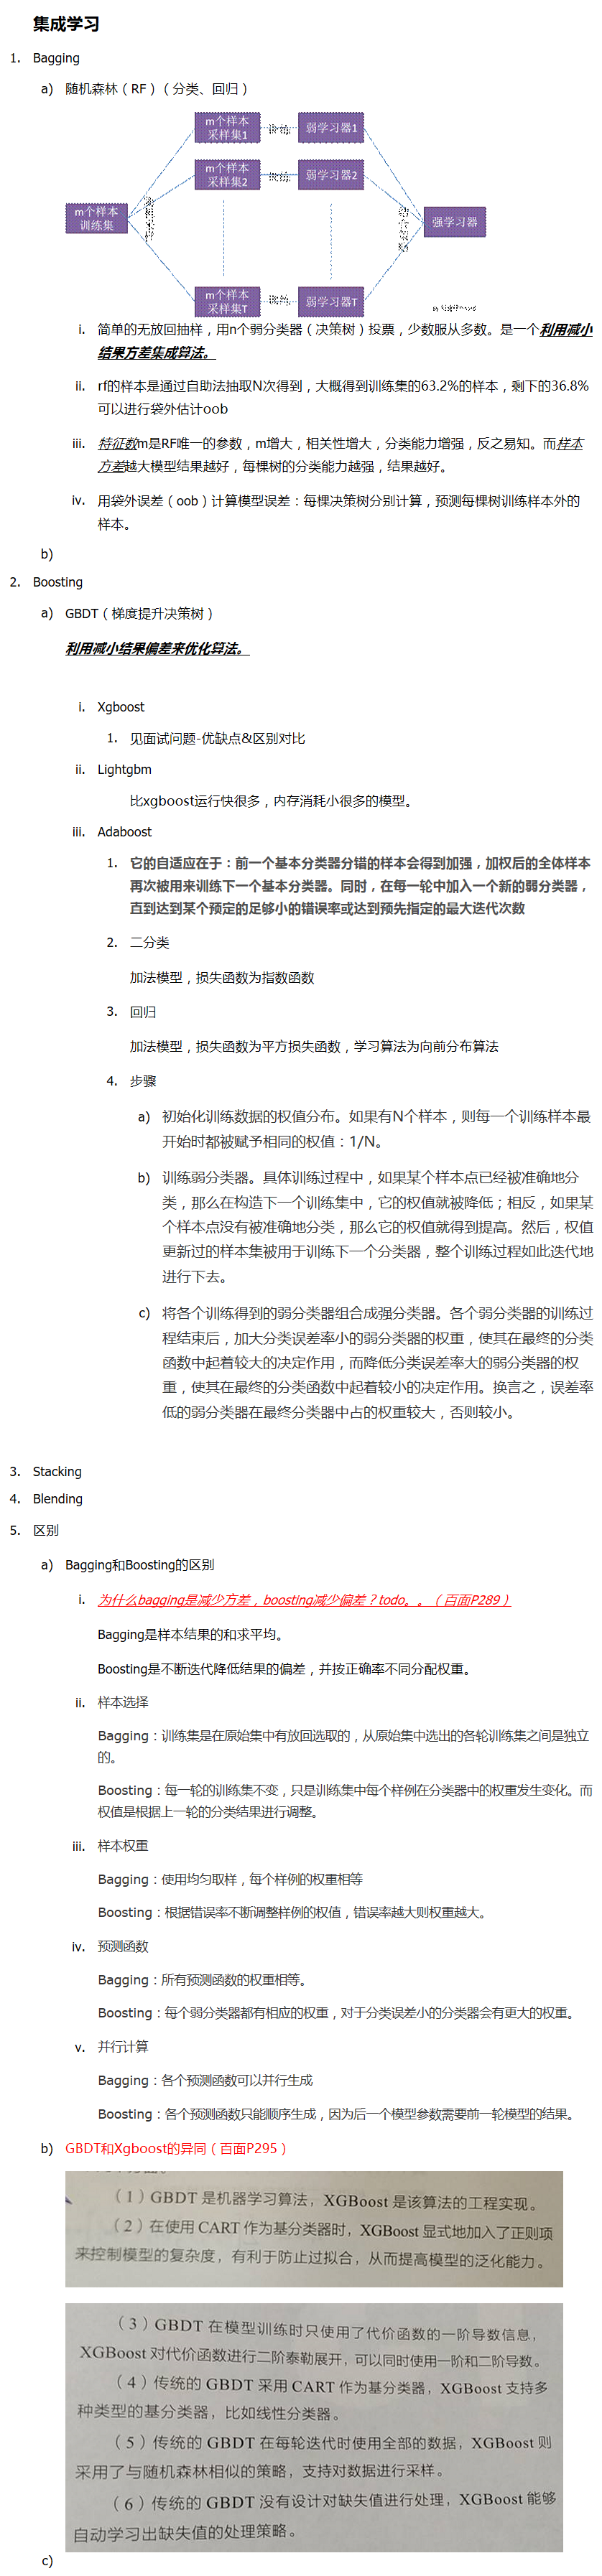 集成学习
1. Bagging
a) 随机森林（RF）（分类、回归）
m个样本
采样集1
弱学习器1
m个样本
采样集2
弱学习器2
m个样本
训练集
强学习器
m个样本
采样集T
弱学习器T
i. 简单的无放回抽样，用n个弱分类器（决策树）投票，少数服从多数。是一个利用减小
结果方差集成算法。
ii. rf的样本是通过自助法抽取N次得到，大概得到训练集的63.2%的样本，剩下的36.8%
可以进行袋外估计oob
iii. 特征数m是RF唯一的参数，m增大，相关性增大，分类能力增强，反之易知。而样本
方差越大模型结果越好，每棵树的分类能力越强，结果越好。
iv. 用袋外误差（oob）计算模型误差：每棵决策树分别计算，预测每棵树训练样本外的
样本。
b)
2. Boosting
a) GBDT（梯度提升决策树）
利用减小结果偏差来优化算法。
i. Xgboost
1. 见面试问题-优缺点&区别对比
ii. Lightgbm
比xgboost运行快很多，内存消耗小很多的模型。
iii. Adaboost
1. 它的自适应在于：前一个基本分类器分错的样本会得到加强，加权后的全体样本
再次被用来训练下一个基本分类器。同时，在每一轮中加入一个新的弱分类器，
直到达到某个预定的足够小的错误率或达到预先指定的最大迭代次数
2. 二分类
加法模型，损失函数为指数函数
3. 回归
加法模型，损失函数为平方损失函数，学习算法为向前分布算法
4. 步骤
a) 初始化训练数据的权值分布。如果有N个样本，则每一个训练样本最
开始时都被赋予相同的权值：1/N。
b) 训练弱分类器。具体训练过程中，如果某个样本点已经被准确地分
类，那么在构造下一个训练集中，它的权值就被降低；相反，如果某
个样本点没有被准确地分类，那么它的权值就得到提高。然后，权值
更新过的样本集被用于训练下一个分类器，整个训练过程如此迭代地
进行下去。
c) 将各个训练得到的弱分类器组合成强分类器。各个弱分类器的训练过
程结束后，加大分类误差率小的弱分类器的权重，使其在最终的分类
函数中起着较大的决定作用，而降低分类误差率大的弱分类器的权
重，使其在最终的分类函数中起着较小的决定作用。换言之，误差率
低的弱分类器在最终分类器中占的权重较大，否则较小。
3. Stacking
4. Blending
5. 区别
a) Bagging和Boosting的区别
i. 为什么bagging是减少方差，boosting减少偏差？todo。。（百面P289）
Bagging是样本结果的和求平均。
Boosting是不断迭代降低结果的偏差，并按正确率不同分配权重。
ii. 样本选择
Bagging：训练集是在原始集中有放回选取的，从原始集中选出的各轮训练集之间是独立
的。
Boosting：每一轮的训练集不变，只是训练集中每个样例在分类器中的权重发生变化。而
权值是根据上一轮的分类结果进行调整。
iii. 样本权重
Bagging：使用均匀取样，每个样例的权重相等
Boosting：根据错误率不断调整样例的权值，错误率越大则权重越大。
iv. 预测函数
Bagging：所有预测函数的权重相等。
Boosting：每个弱分类器都有相应的权重，对于分类误差小的分类器会有更大的权重。
v. 并行计算
Bagging：各个预测函数可以并行生成
Boosting：各个预测函数只能顺序生成，因为后一个模型参数需要前一轮模型的结果。
b) GBDT和Xgboost的异同（百面P295）
（1）GBDT 是机器学习算法，XGBoost 是该算法的工程实现。
（2）在使用 CART 作为基分类器时，XGBoost 显式地加入了正则项
来控制模型的复杂度，有利于防止过拟合，从而提高模型的泛化能力。
（3）GBDT 在模型训练时只使用了代价函数的一阶导数信息，
XGBoost 对代价函数进行二阶泰勒展开，可以同时使用一阶和二阶导数。
（4）传统的 GBDT 采用 CART 作为基分类器，XGBoost 支持多
种类型的基分类器，比如线性分类器。
（5）传统的 GBDT 在每轮迭代时使用全部的数据，XGBoost 则
采用了与随机森林相似的策略，支持对数据进行采样。
（6）传统的 GBDT 没有设计对缺失值进行处理，XGBoost 能够
自动学习出缺失值的处理策略。
c)